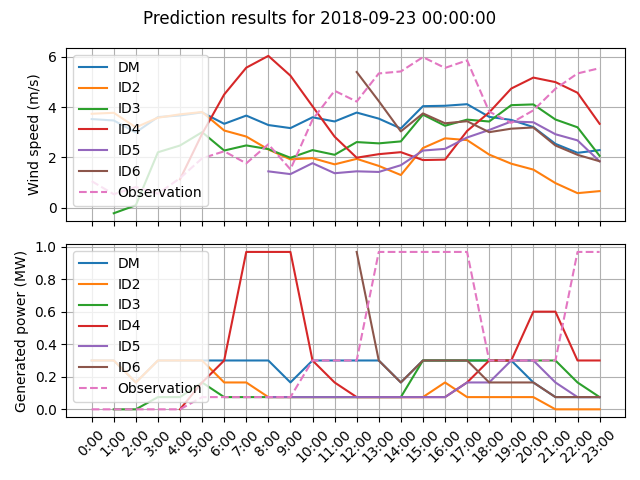 Prediction results for 2018-09-23 00:00:00
Wind speed (m/s)
6
4
2
0
DM
ID2
ID3
ID4
ID5
ID6
Observation
Generated power (MW)
1.0
0.8
0.6
0.4
0.2
0.0
DM
ID2
ID3
ID4
ID5
ID6
Observation
0:00 1:00 2:00 3:00 4:00 5:00 6:00 7:00 8:00 9:00 10:00 11:00 12:00 13:00 14:00 15:00 16:00 17:00 18:00 19:00 20:00 21:00 22:00 23:00